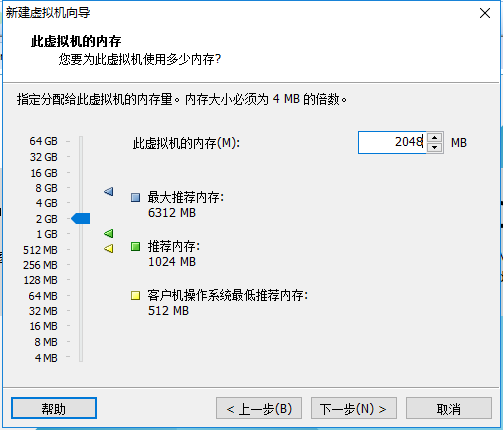 新建虚拟机向导
此虚拟机的内存
您要为此虚拟机使用多少内存?
指定分配给此虚拟机的内存量。内存大小必须为 4 MB 的倍数。
64 GB
32 GB
16 GB
8 GB
4 GB
2 GB
1 GB
512 MB
256 MB
128 MB
64 MB
32 MB
16 MB
8 MB
4 MB
此虚拟机的内存(M): 2048 MB
最大推荐内存:
6312 MB
推荐内存:
1024 MB
客户机操作系统最低推荐内存:
512 MB
帮助 < 上一步(B) 下一步(N) > 取消